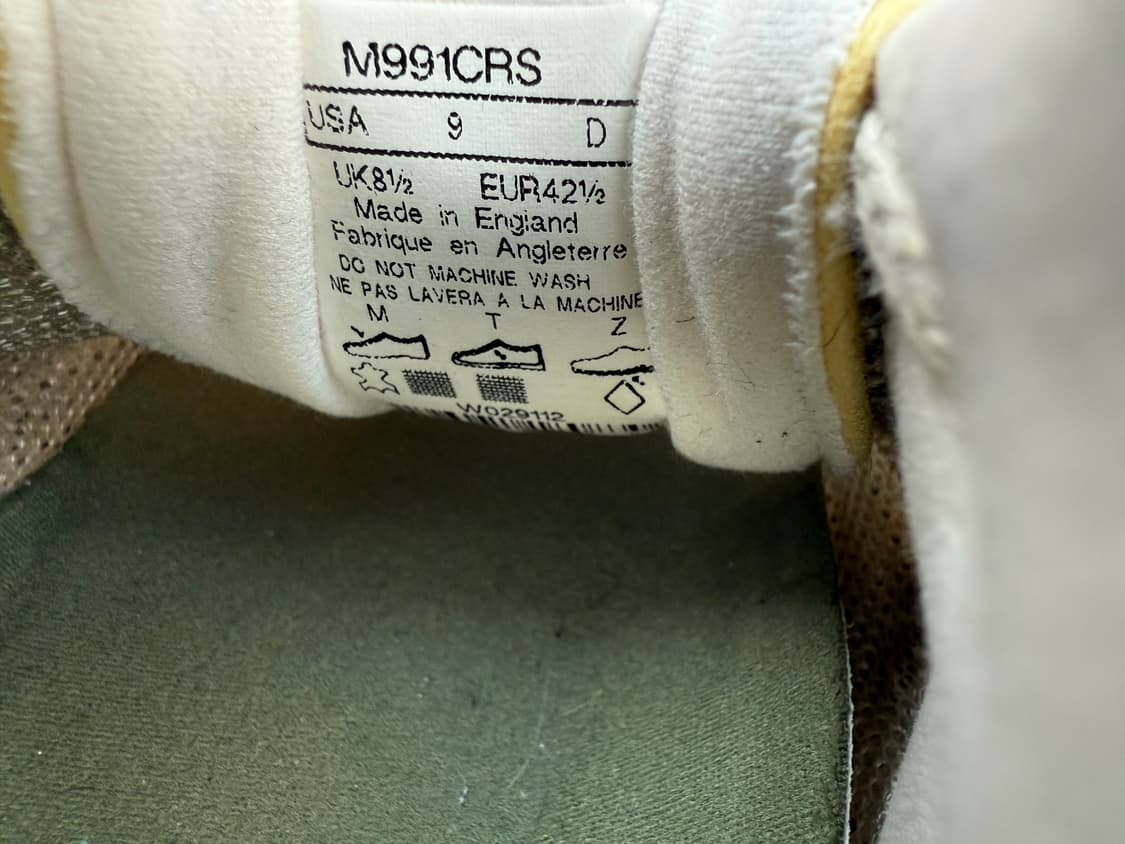 M991CRS
USA 9 D
UK8½ EUR42½
Made in England
Fabrique en Angleterre
DO NOT MACHINE WASH
NE PAS LAVERA A LA MACHINE
M T Z
W029112